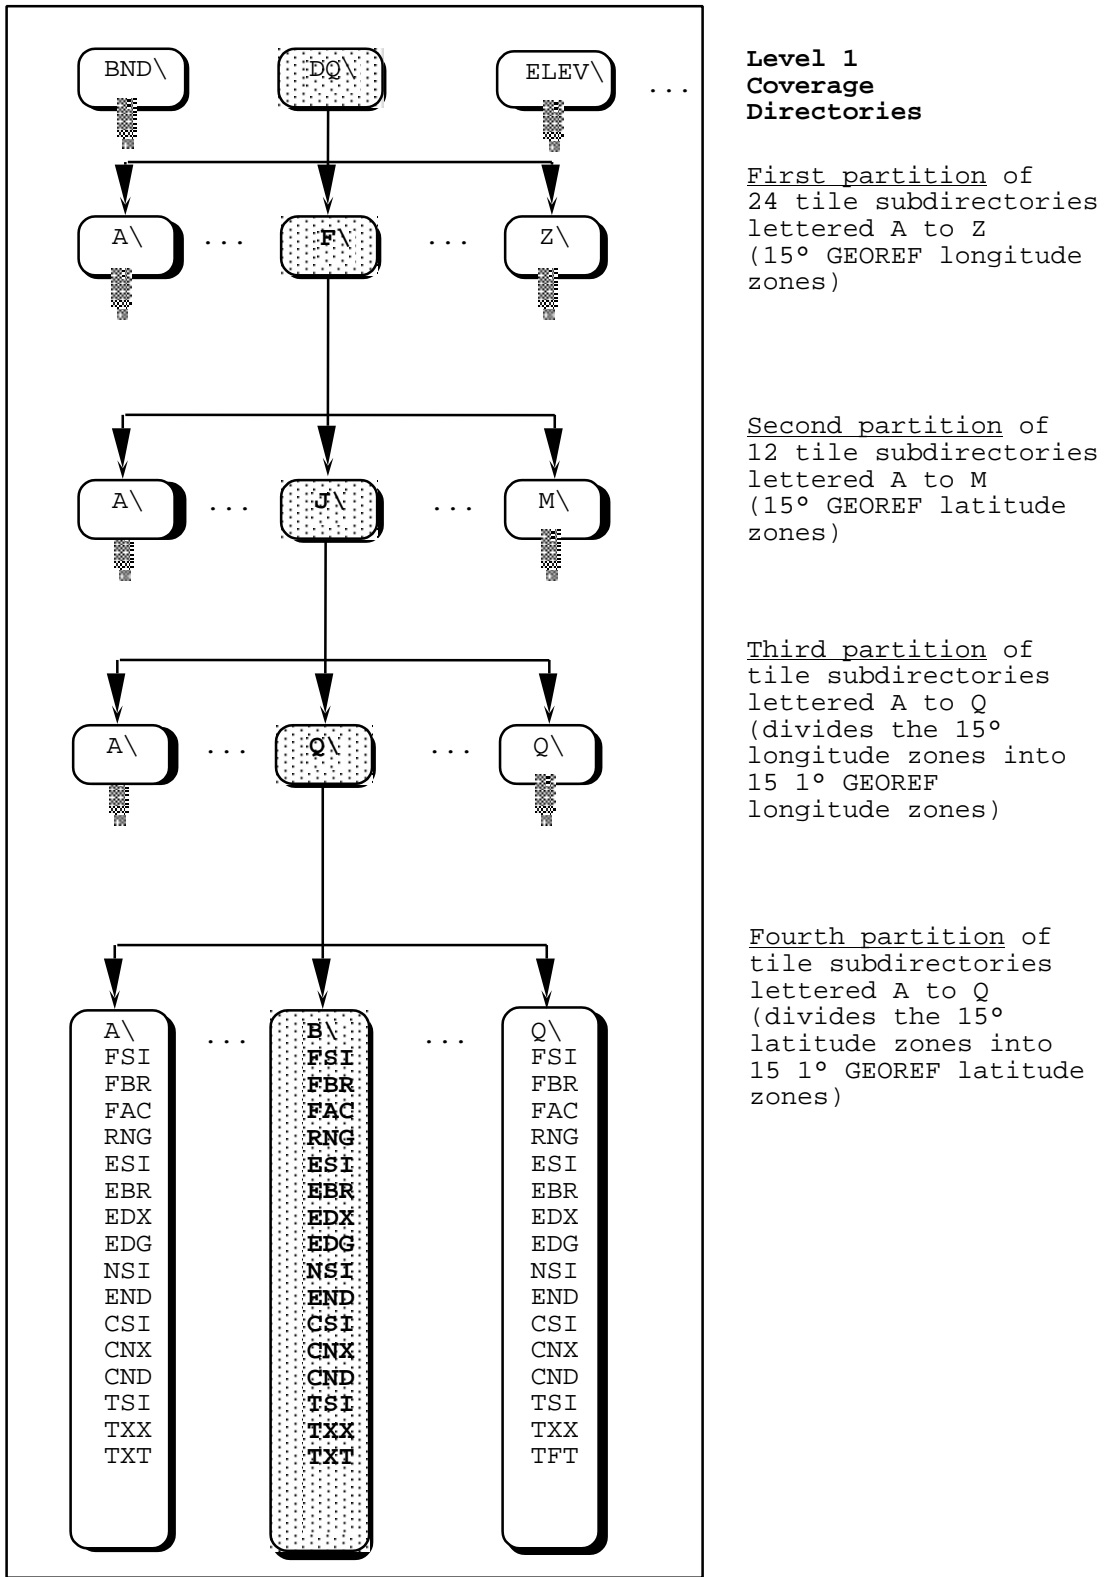 BND\ DQ\ ELEV\ ...
Level 1
Coverage
Directories
First partition of
24 tile subdirectories
lettered A to Z
(15º GEOREF longitude
zones)
A\ ... F\ ... Z\
Second partition of
12 tile subdirectories
lettered A to M
(15º GEOREF latitude
zones)
A\ ... J\ ... M\
Third partition of
tile subdirectories
lettered A to Q
(divides the 15º
longitude zones into
15 1º GEOREF
longitude zones)
A\ ... Q\ ... Q\
Fourth partition of
tile subdirectories
lettered A to Q
(divides the 15º
latitude zones into
15 1º GEOREF latitude
zones)
A\ ... B\ ... Q\
FSI FSI FSI
FBR FBR FBR
FAC FAC FAC
RNG RNG RNG
ESI ESI ESI
EBR EBR EBR
EDX EDX EDX
EDG EDG EDG
NSI NSI NSI
END END END
CSI CSI CSI
CNX CNX CNX
CND CND CND
TSI TSI TSI
TXX TXX TXX
TXT TXT TFT